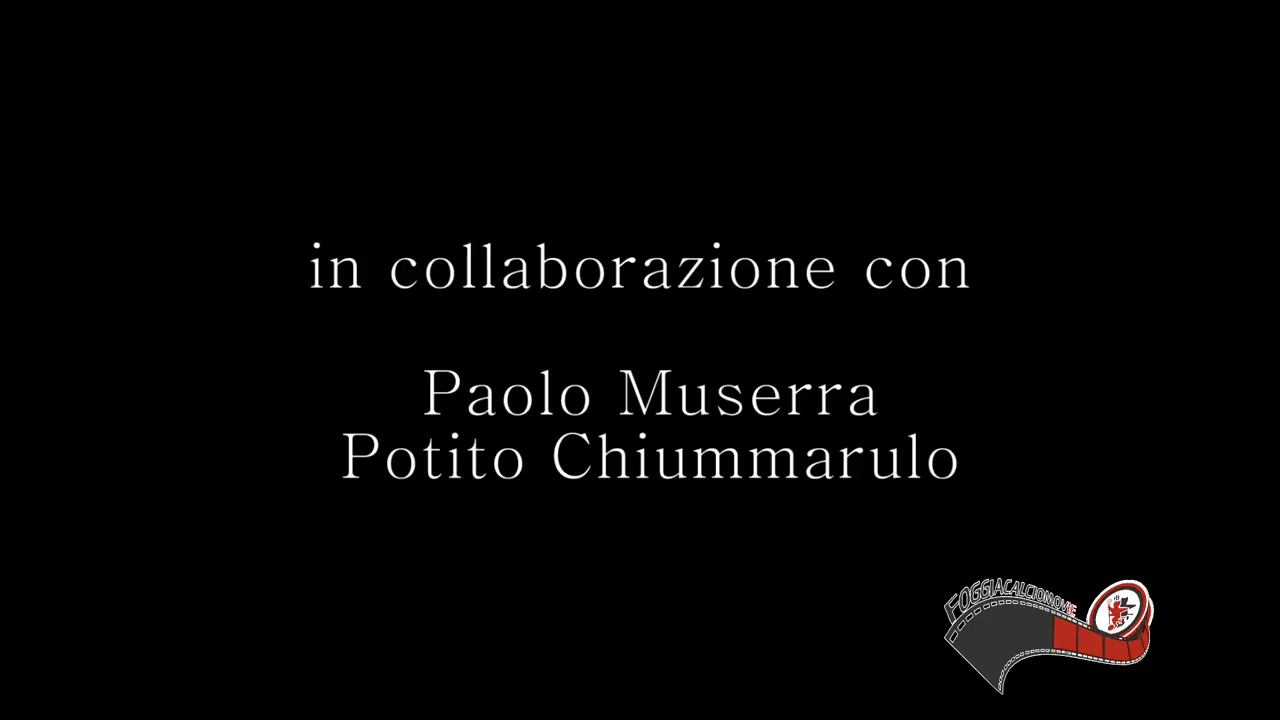 in collaborazione con
Paolo Muserra
Potito Chiummarulo
FOGGIACALCIOMOVIE